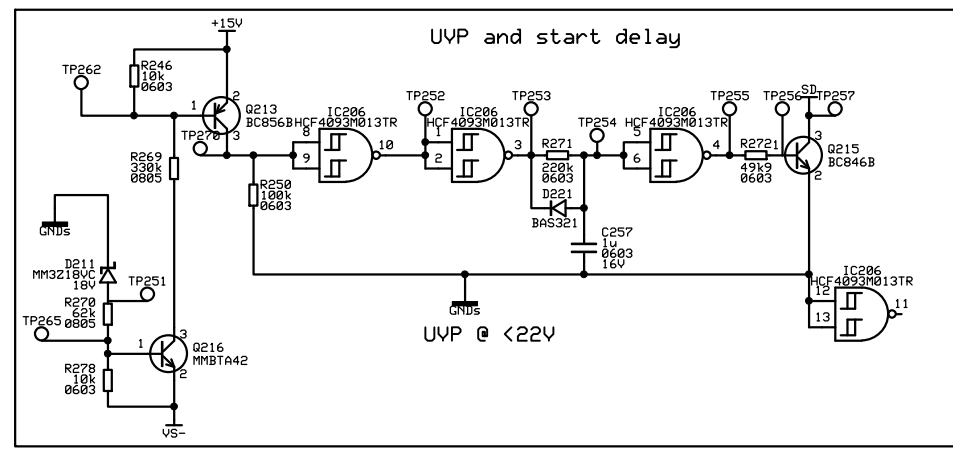 UVP and start delay
+15V
TP262
R246
10k
0603
1
2
Q213
BC856B
3
TP270
R269
330k
0805
R250
100k
0603
IC206
HCF4093M013TR
8
9
10
TP252
IC206
HCF4093M013TR
1
2
3
TP253
R271
220k
0603
D221
BAS321
TP254
C257
1u
0603
16V
IC206
HCF4093M013TR
5
6
4
TP255
R2721
49k9
0603
TP256
SD
TP257
1
3
Q215
BC846B
2
GNDs
D211
MM3Z18VC
18V
TP251
R270
62k
0805
TP265
1
3
Q216
MMBTA42
2
R278
10k
0603
VS-
GNDs
UVP @ <22V
IC206
HCF4093M013TR
12
13
11